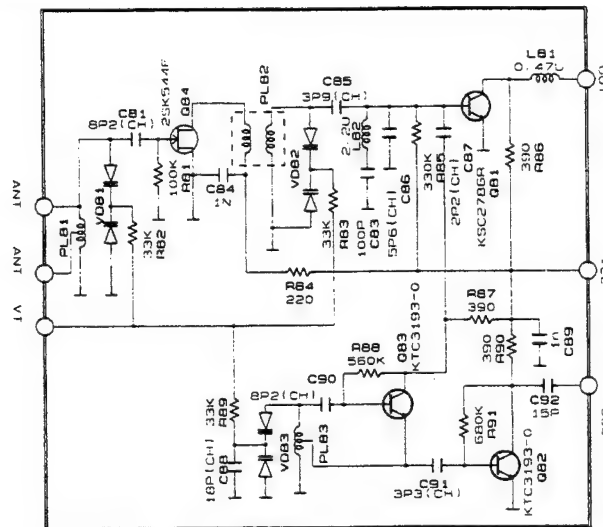 L81
0.47U
PL82
C85
3P9(CH)
2SK544F
Q84
C81
8P2(CH)
100K
R81
C84
1N
VD81
33K
R82
ANT
PL81
ANT
VT
VD82
33K
R83
2.2U
L82
100P
C83
5P6(CH)
C86
330K
R85
2P2(CH)
C87
KSC2786R
Q81
390
R86
R84
220
R87
390
390
R90
1n
C89
R88
560K
KTC3193-O
Q83
C90
8P2(CH)
33K
R89
18P(CH)
C88
VD83
PL83
C91
3P3(CH)
680K
R91
KTC3193-O
Q82
C92
15P